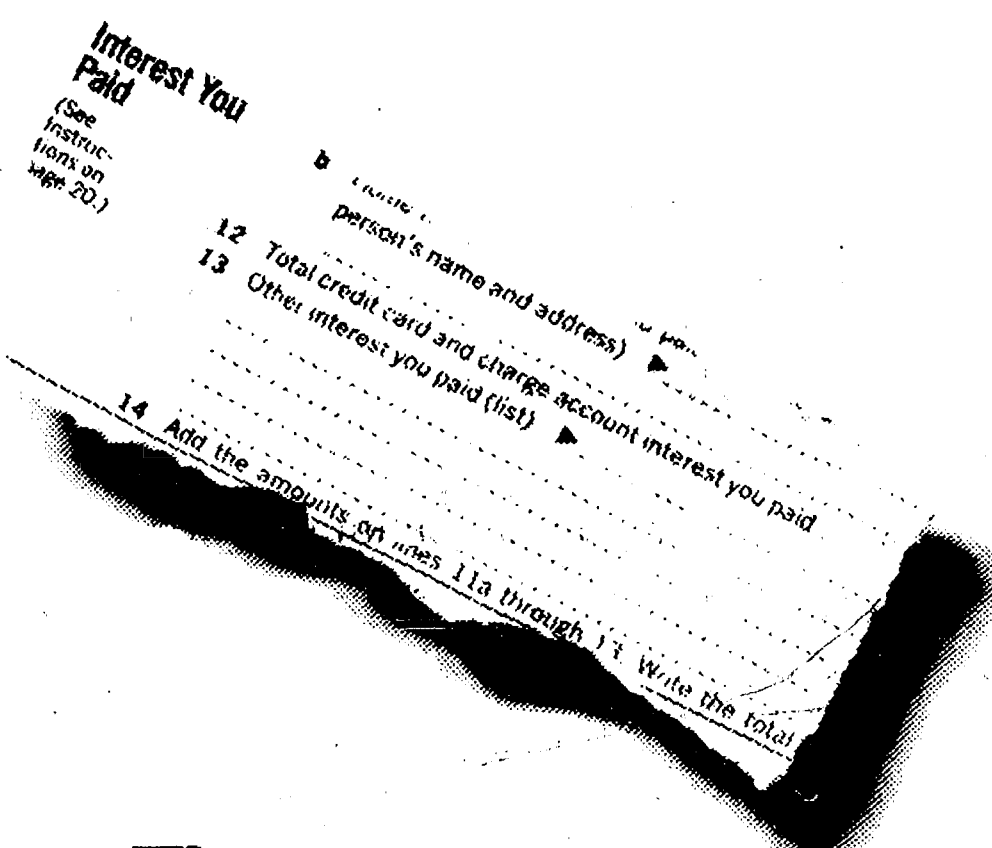 Interest You
Paid
(See
Instruc-
tions on
page 20.)
b
person's name and address) ▶
12 Total credit card and charge account interest you paid
13 Other interest you paid (list) ▶
14 Add the amounts on lines 11a through 13. Write the total